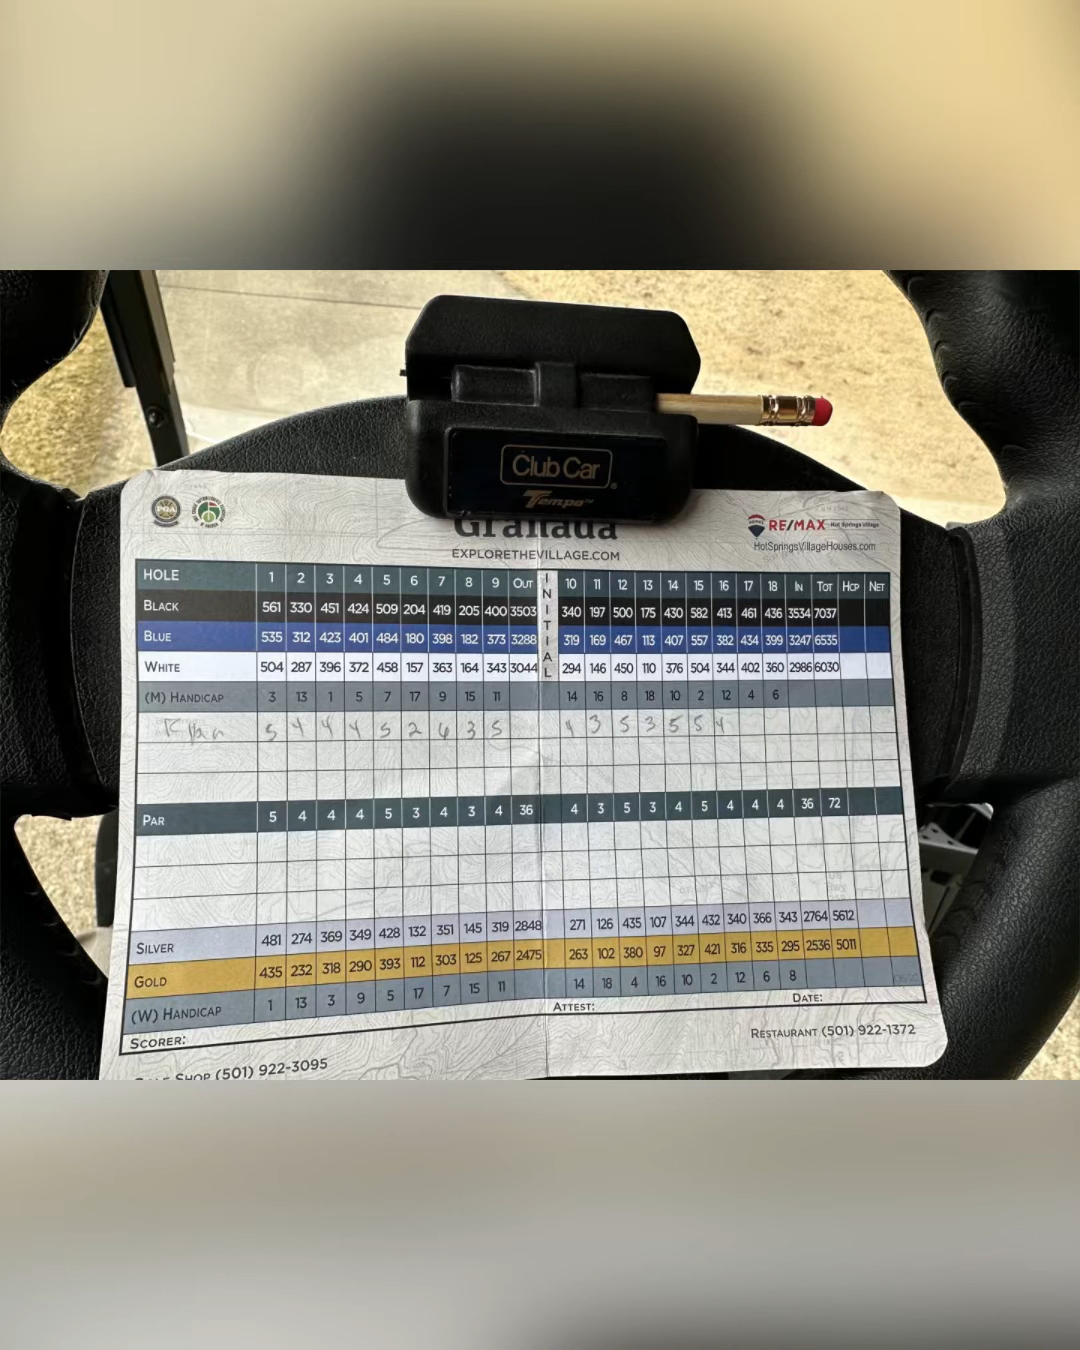 Club Car
Tempo™
Granada
EXPLORETHEVILLAGE.COM
PGA
RE/MAX Hot Springs Village
HotSpringsVillageHouses.com
HOLE 1 2 3 4 5 6 7 8 9 OUT INITIAL 10 11 12 13 14 15 16 17 18 IN TOT HCP NET
BLACK 561 330 451 424 509 204 419 205 400 3503 340 197 500 175 430 582 413 461 436 3534 7037
BLUE 535 312 423 401 484 180 398 182 373 3288 319 169 467 113 407 557 382 434 399 3247 6535
WHITE 504 287 396 372 458 157 363 164 343 3044 294 146 450 110 376 504 344 402 360 2986 6030
(M) HANDICAP 3 13 1 5 7 17 9 15 11 14 16 8 18 10 2 12 4 6
5 4 4 4 5 2 6 3 5 4 3 5 3 5 5 4
PAR 5 4 4 4 5 3 4 3 4 36 4 3 5 3 4 5 4 4 4 36 72
SILVER 481 274 369 349 428 132 351 145 319 2848 271 126 435 107 344 432 340 366 343 2764 5612
GOLD 435 232 318 290 393 112 303 125 267 2475 263 102 380 97 327 421 316 335 295 2536 5011
(W) HANDICAP 1 13 3 9 5 17 7 15 11 14 18 4 16 10 2 12 6 8
SCORER: ATTEST: DATE:
SHOP (501) 922-3095
RESTAURANT (501) 922-1372